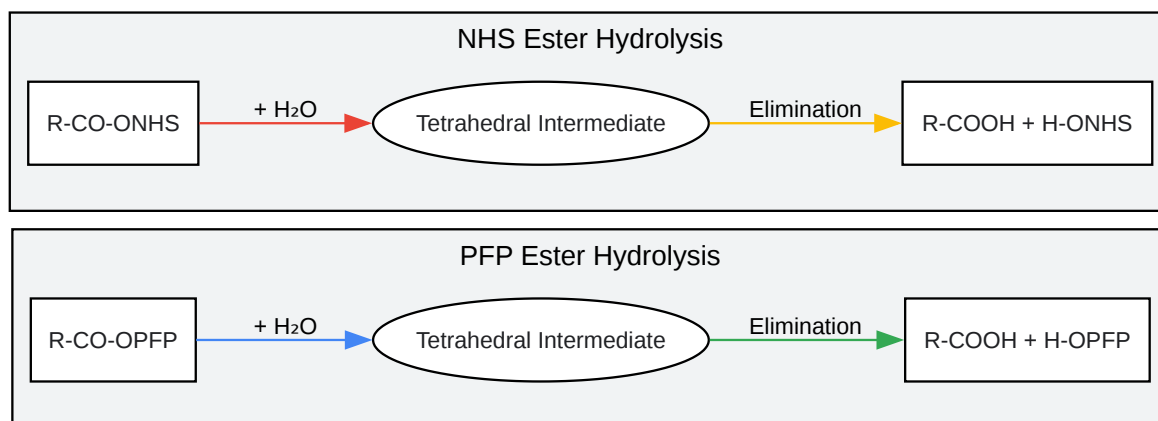 NHS Ester Hydrolysis
R-CO-ONHS
+ H₂O
Tetrahedral Intermediate
Elimination
R-COOH + H-ONHS
PFP Ester Hydrolysis
R-CO-OPFP
+ H₂O
Tetrahedral Intermediate
Elimination
R-COOH + H-OPFP